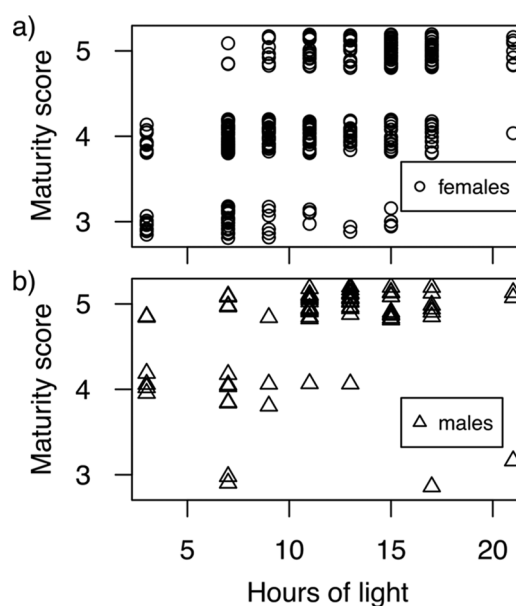 a)
Maturity score
5
4
3
females
b)
Maturity score
5
4
3
males
5 10 15 20
Hours of light